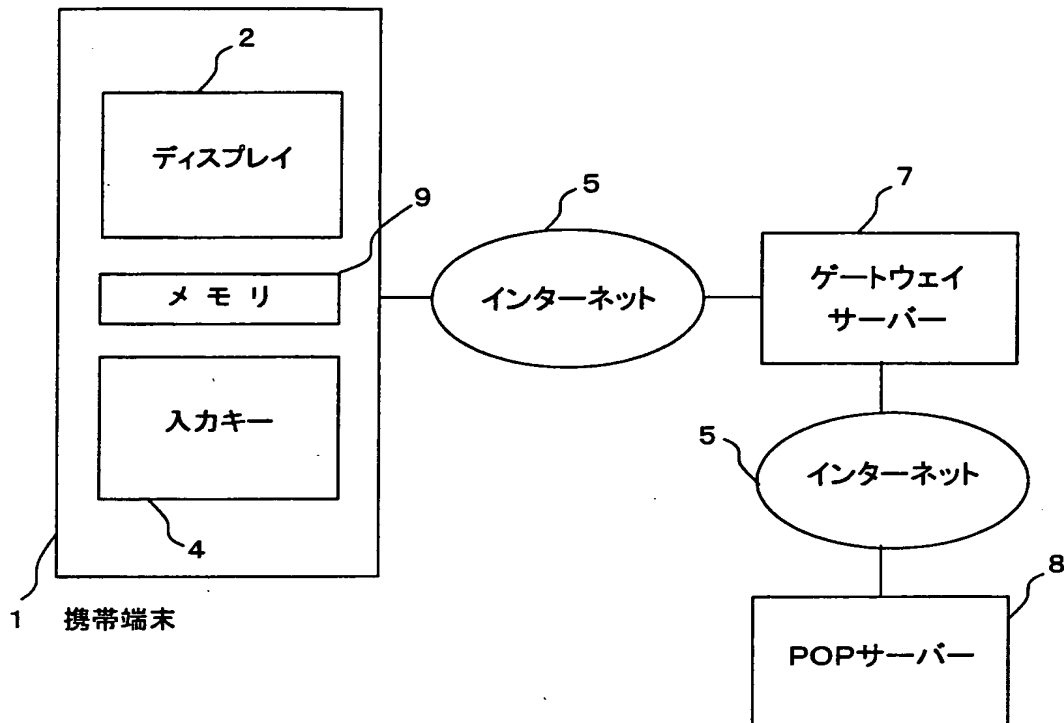 2
ディスプレイ
9
メモリ
入力キー
4
1 携帯端末
5
インターネット
7
ゲートウェイ
サーバー
5
インターネット
8
POPサーバー